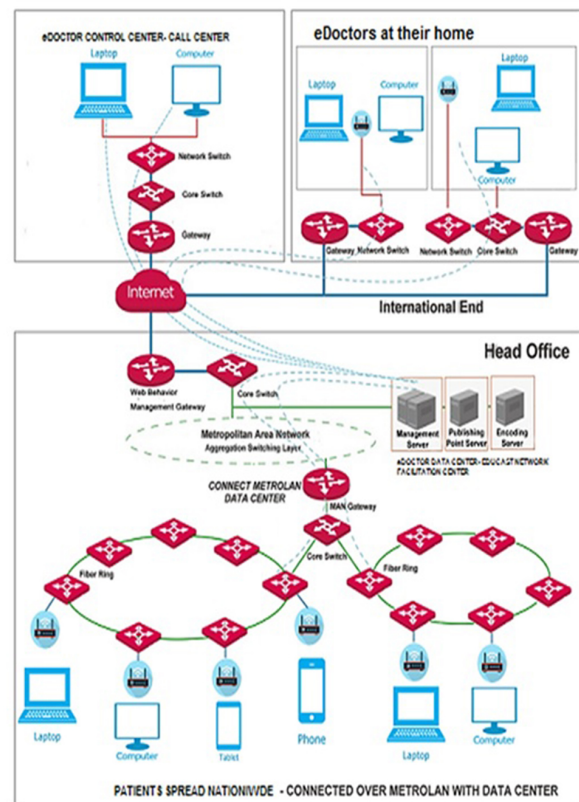 eDOCTOR CONTROL CENTER- CALL CENTER
Laptop
Computer
Network Switch
Core Switch
Gateway
eDoctors at their home
Laptop
Computer
Laptop
Computer
Gateway
Network Switch
Network Switch
Core Switch
Gateway
Internet
International End
Head Office
Web Behavior
Management Gateway
Core Switch
Management
Server
Publishing
Point Server
Encoding
Server
eDOCTOR DATA CENTER- EDUCAST NETWORK
FACILITATION CENTER
Metropolitan Area Network
Aggregation Switching Layer
CONNECT METROLAN
DATA CENTER
MAN Gateway
Core Switch
Fiber Ring
Fiber Ring
Laptop
Computer
Tablet
Phone
Laptop
Computer
PATIENTS SPREAD NATIONWIDE - CONNECTED OVER METROLAN WITH DATA CENTER